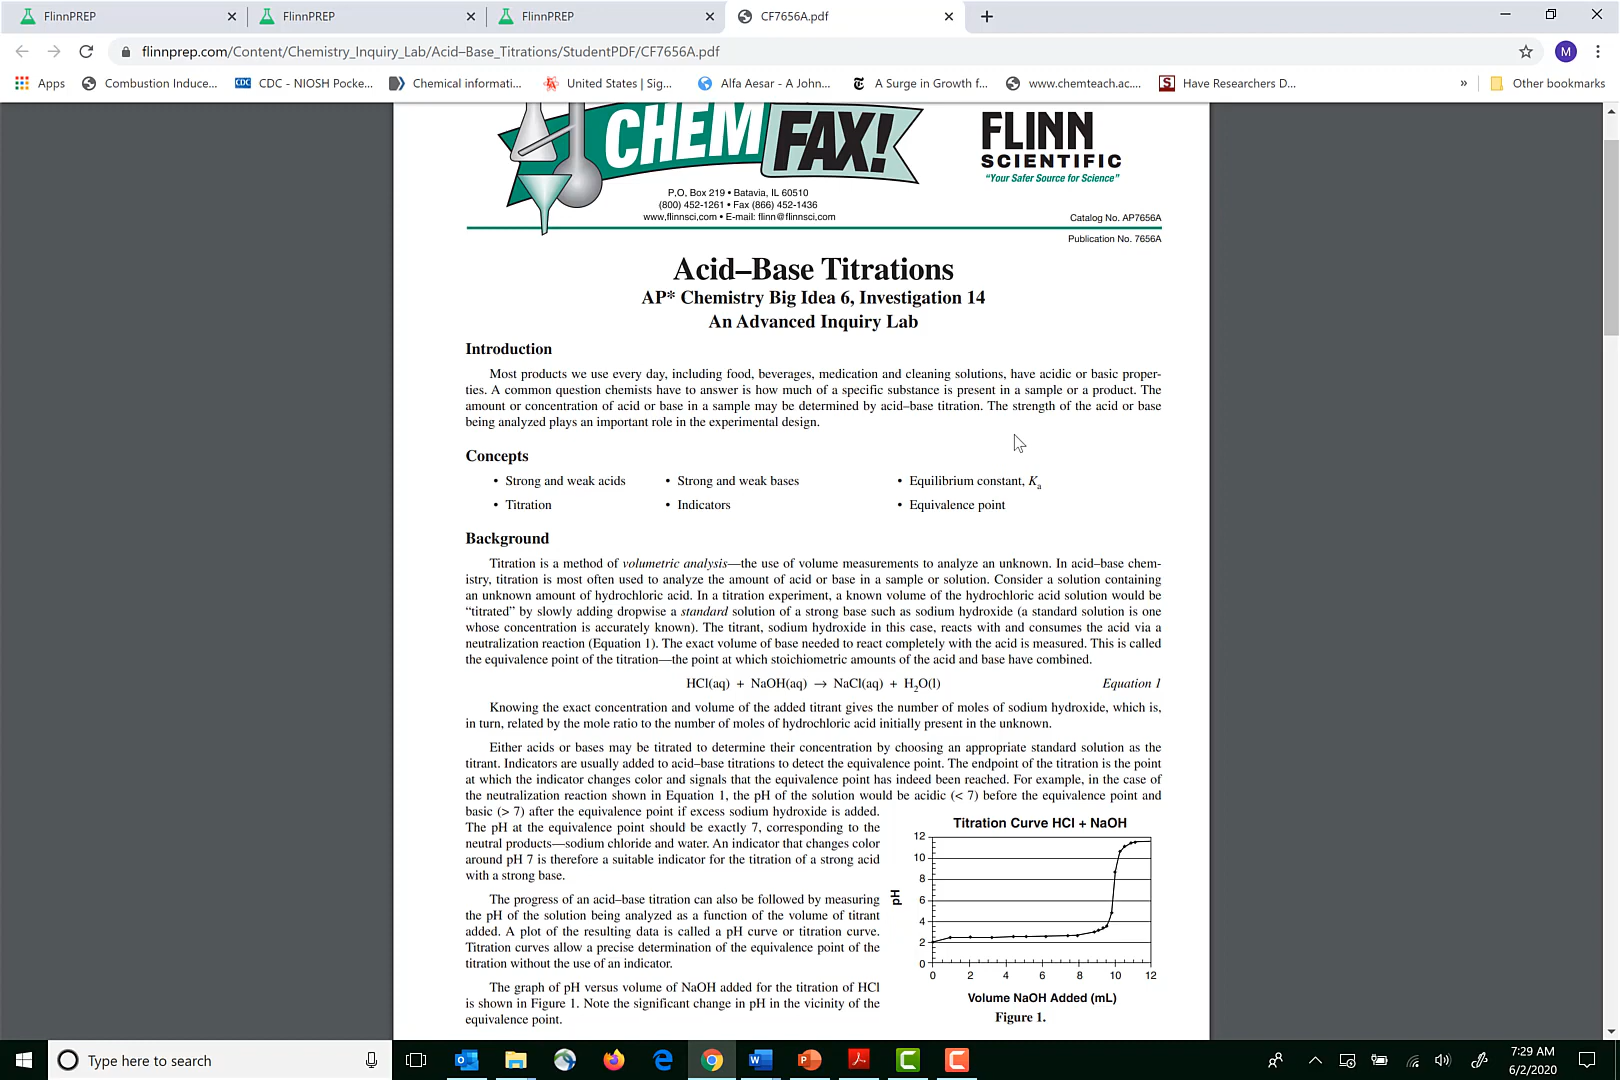 FlinnPREP
FlinnPREP
FlinnPREP
CF7656A.pdf
flinnprep.com/Content/Chemistry_Inquiry_Lab/Acid–Base_Titrations/StudentPDF/CF7656A.pdf
M
Apps
Combustion Induce...
CDC
CDC - NIOSH Pocke...
Chemical informati...
United States | Sig...
Alfa Aesar - A John...
A Surge in Growth f...
www.chemteach.ac....
S
Have Researchers D...
»
Other bookmarks
CHEM FAX!
FLINN
SCIENTIFIC
“Your Safer Source for Science”
P.O. Box 219 • Batavia, IL 60510
(800) 452-1261 • Fax (866) 452-1436
www.flinnsci.com • E-mail: flinn@flinnsci.com
Catalog No. AP7656A
Publication No. 7656A
Acid–Base Titrations
AP* Chemistry Big Idea 6, Investigation 14
An Advanced Inquiry Lab
Introduction
Most products we use every day, including food, beverages, medication and cleaning solutions, have acidic or basic proper-
ties. A common question chemists have to answer is how much of a specific substance is present in a sample or a product. The
amount or concentration of acid or base in a sample may be determined by acid–base titration. The strength of the acid or base
being analyzed plays an important role in the experimental design.
Concepts
• Strong and weak acids • Strong and weak bases • Equilibrium constant, Ka
• Titration • Indicators • Equivalence point
Background
Titration is a method of volumetric analysis—the use of volume measurements to analyze an unknown. In acid–base chem-
istry, titration is most often used to analyze the amount of acid or base in a sample or solution. Consider a solution containing
an unknown amount of hydrochloric acid. In a titration experiment, a known volume of the hydrochloric acid solution would be
“titrated” by slowly adding dropwise a standard solution of a strong base such as sodium hydroxide (a standard solution is one
whose concentration is accurately known). The titrant, sodium hydroxide in this case, reacts with and consumes the acid via a
neutralization reaction (Equation 1). The exact volume of base needed to react completely with the acid is measured. This is called
the equivalence point of the titration—the point at which stoichiometric amounts of the acid and base have combined.
HCl(aq) + NaOH(aq) → NaCl(aq) + H₂O(l) Equation 1
Knowing the exact concentration and volume of the added titrant gives the number of moles of sodium hydroxide, which is,
in turn, related by the mole ratio to the number of moles of hydrochloric acid initially present in the unknown.
Either acids or bases may be titrated to determine their concentration by choosing an appropriate standard solution as the
titrant. Indicators are usually added to acid–base titrations to detect the equivalence point. The endpoint of the titration is the point
at which the indicator changes color and signals that the equivalence point has indeed been reached. For example, in the case of
the neutralization reaction shown in Equation 1, the pH of the solution would be acidic (< 7) before the equivalence point and
basic (> 7) after the equivalence point if excess sodium hydroxide is added.
The pH at the equivalence point should be exactly 7, corresponding to the
neutral products—sodium chloride and water. An indicator that changes color
around pH 7 is therefore a suitable indicator for the titration of a strong acid
with a strong base.
The progress of an acid–base titration can also be followed by measuring
the pH of the solution being analyzed as a function of the volume of titrant
added. A plot of the resulting data is called a pH curve or titration curve.
Titration curves allow a precise determination of the equivalence point of the
titration without the use of an indicator.
The graph of pH versus volume of NaOH added for the titration of HCl
is shown in Figure 1. Note the significant change in pH in the vicinity of the
equivalence point.
Titration Curve HCl + NaOH
12
10
8
6
4
2
0
pH
0 2 4 6 8 10 12
Volume NaOH Added (mL)
Figure 1.
Type here to search
7:29 AM
6/2/2020